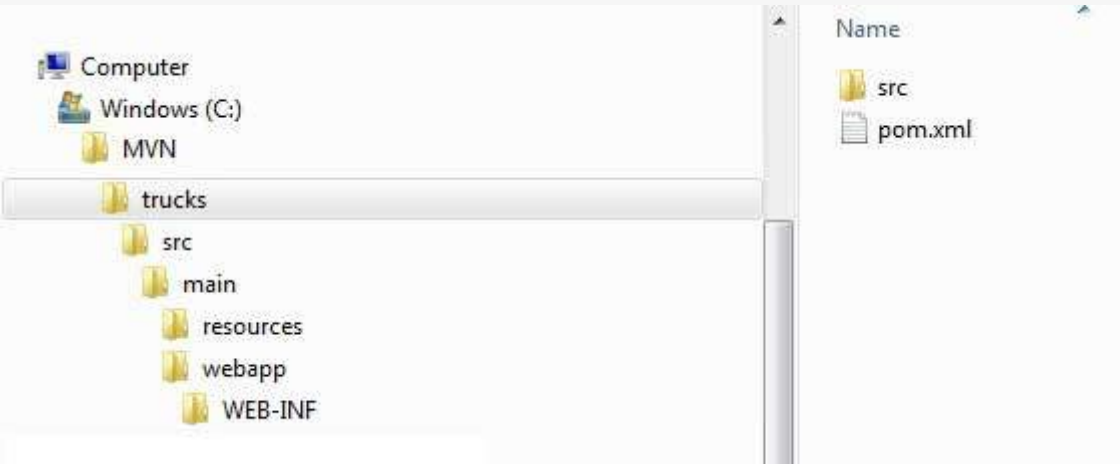 Computer
Windows (C:)
MVN
trucks
src
main
resources
webapp
WEB-INF
Name
src
pom.xml